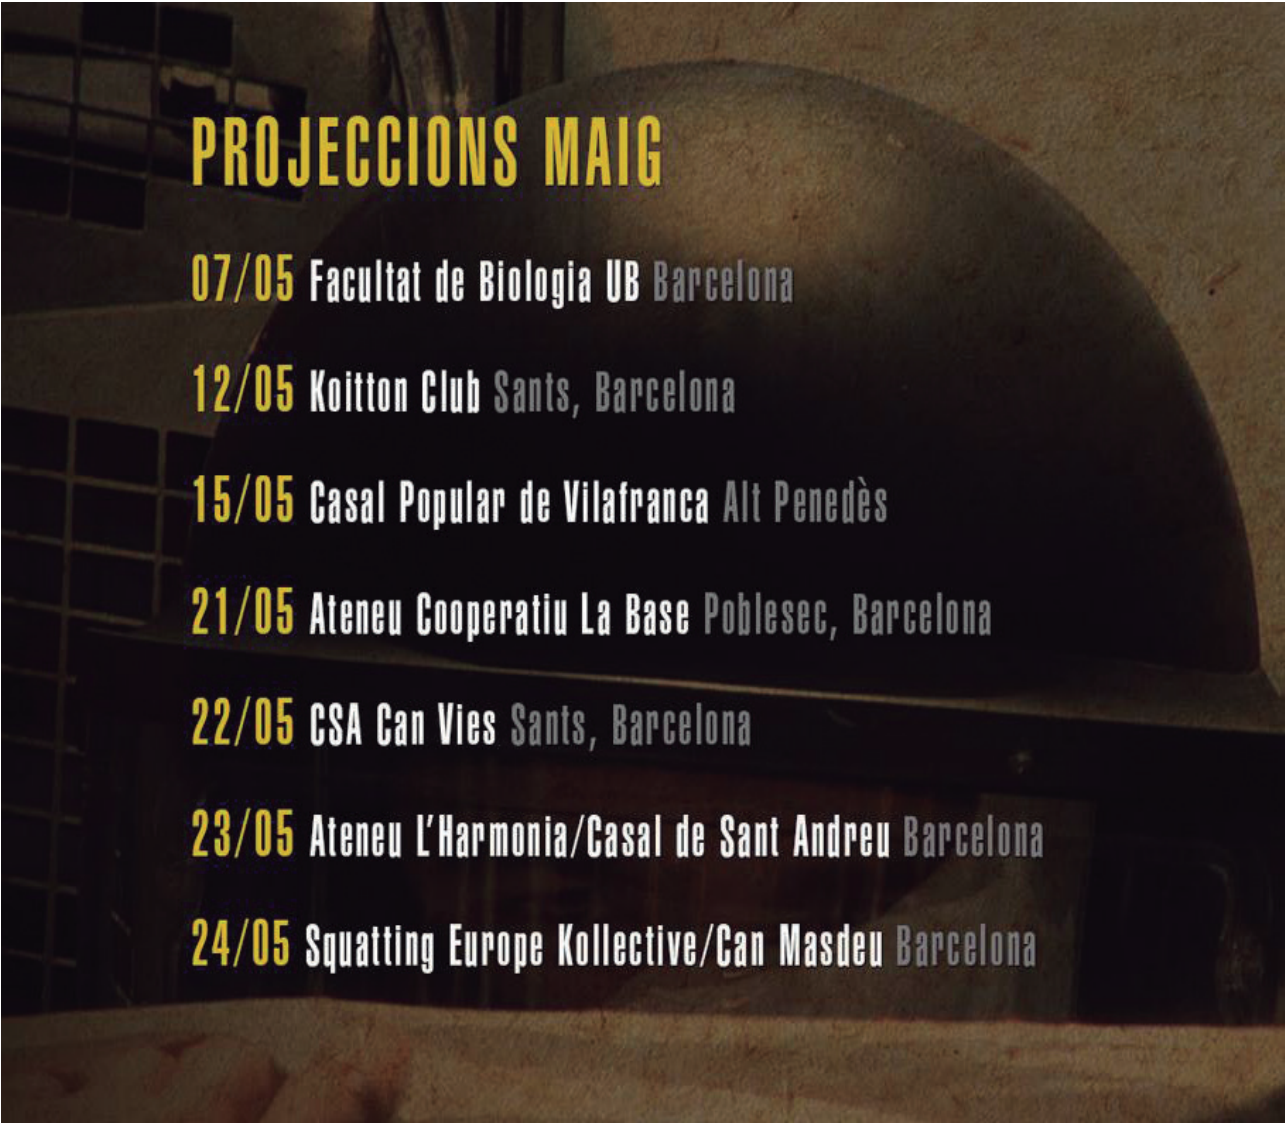 PROJECCIONS MAIG
07/05 Facultat de Biologia UB Barcelona
12/05 Koitton Club Sants, Barcelona
15/05 Casal Popular de Vilafranca Alt Penedès
21/05 Ateneu Cooperatiu La Base Poblesec, Barcelona
22/05 CSA Can Vies Sants, Barcelona
23/05 Ateneu L'Harmonia/Casal de Sant Andreu Barcelona
24/05 Squatting Europe Kollective/Can Masdeu Barcelona